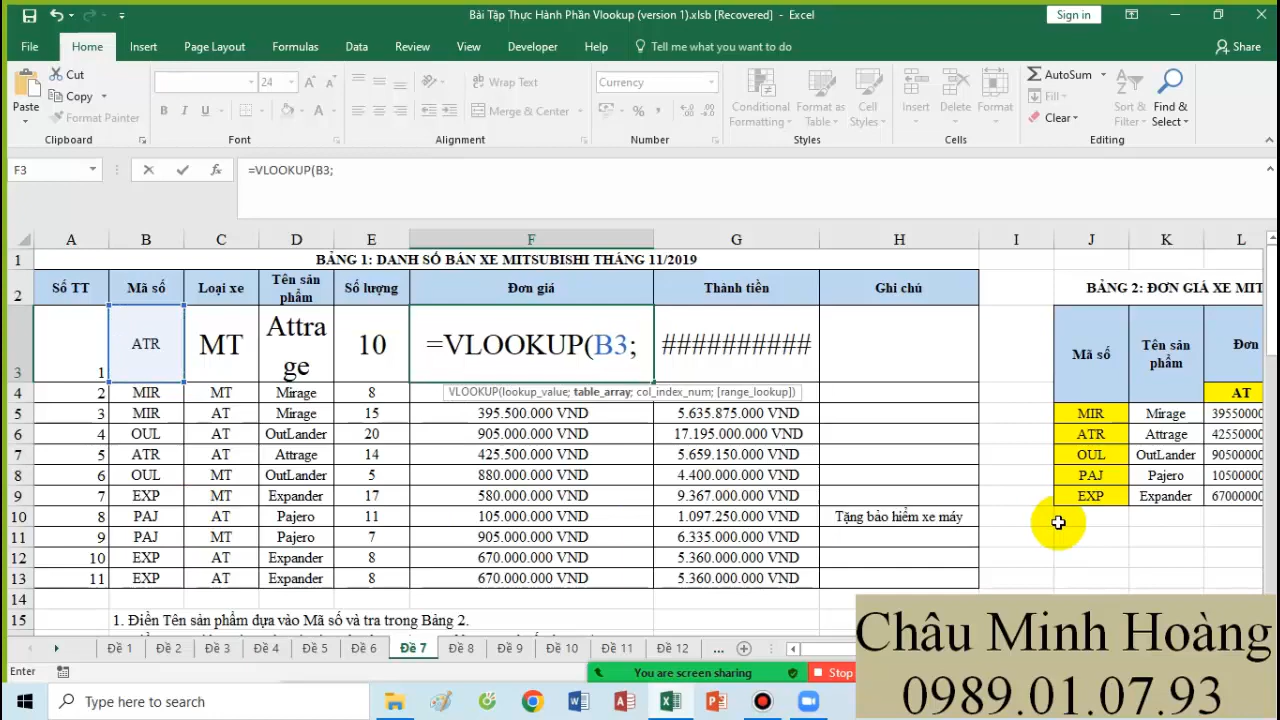 Bài Tập Thực Hành Phần Vlookup (version 1).xlsb [Recovered] - Excel
Sign in
File Home Insert Page Layout Formulas Data Review View Developer Help Tell me what you want to do Share
Paste Cut Copy Format Painter
24
B I U
Wrap Text
Merge & Center
Currency
Conditional Formatting
Format as Table
Cell Styles
Insert Delete Format
AutoSum
Fill
Clear
Sort & Filter
Find & Select
Clipboard Font Alignment Number Styles Cells Editing
F3 =VLOOKUP(B3;
A B C D E F G H I J K L
1 BẢNG 1: DANH SỐ BÁN XE MITSUBISHI THÁNG 11/2019
2 Số TT Mã số Loại xe Tên sản phẩm Số lượng Đơn giá Thành tiền Ghi chú BẢNG 2: ĐƠN GIÁ XE MIT
3 1 ATR MT Attrage 10 =VLOOKUP(B3; ########## Mã số Tên sản phẩm Đơn
VLOOKUP(lookup_value; table_array; col_index_num; [range_lookup])
4 2 MIR MT Mirage 8 AT
5 3 MIR AT Mirage 15 395.500.000 VND 5.635.875.000 VND MIR Mirage 39550000
6 4 OUL AT OutLander 20 905.000.000 VND 17.195.000.000 VND ATR Attrage 42550000
7 5 ATR AT Attrage 14 425.500.000 VND 5.659.150.000 VND OUL OutLander 90500000
8 6 OUL MT OutLander 5 880.000.000 VND 4.400.000.000 VND PAJ Pajero 10500000
9 7 EXP MT Expander 17 580.000.000 VND 9.367.000.000 VND EXP Expander 67000000
10 8 PAJ AT Pajero 11 105.000.000 VND 1.097.250.000 VND Tặng bảo hiểm xe máy
11 9 PAJ MT Pajero 7 905.000.000 VND 6.335.000.000 VND
12 10 EXP AT Expander 8 670.000.000 VND 5.360.000.000 VND
13 11 EXP AT Expander 8 670.000.000 VND 5.360.000.000 VND
14
15 1. Điền Tên sản phẩm dựa vào Mã số và tra trong Bảng 2.
Đề 1 Đề 2 Đề 3 Đề 4 Đề 5 Đề 6 Đề 7 Đề 8 Đề 9 Đề 10 Đề 11 Đề 12 ...
Enter
You are screen sharing
Stop
Type here to search
Châu Minh Hoàng
0989.01.07.93